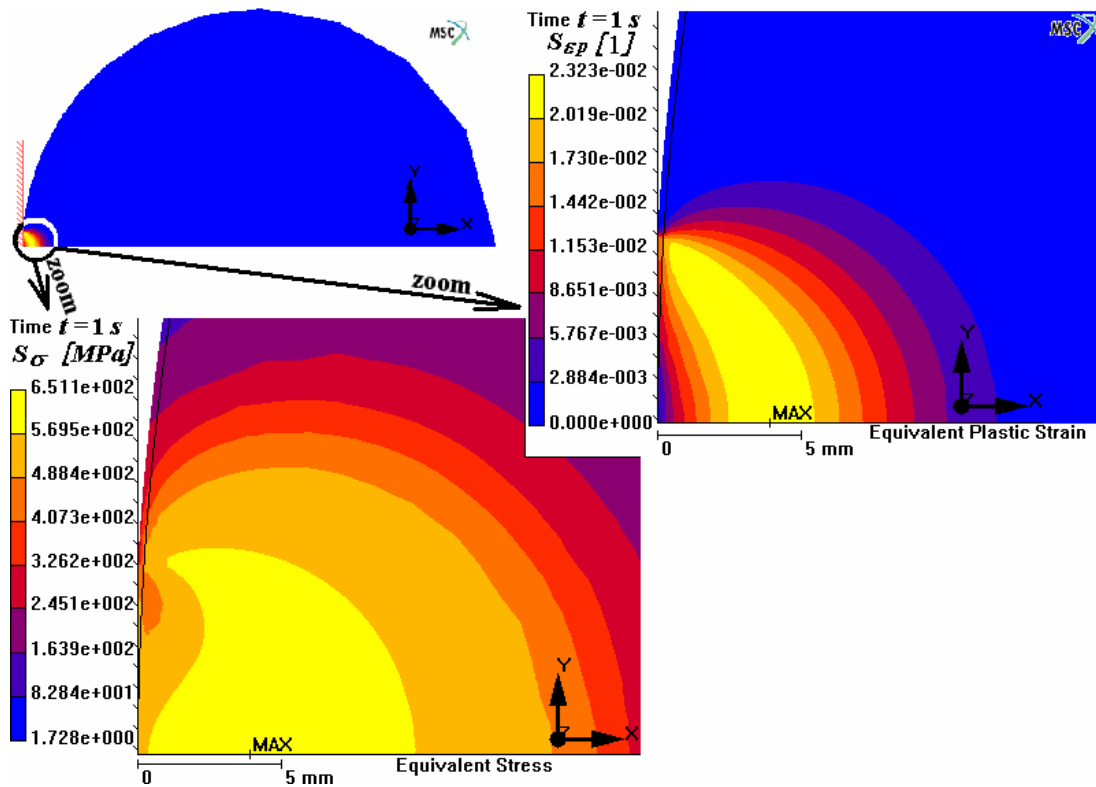 MSC
Y
Z X
zoom
zoom
Time t=1 s
Sεp [1]
2.323e-002
2.019e-002
1.730e-002
1.442e-002
1.153e-002
8.651e-003
5.767e-003
2.884e-003
0.000e+000
MSC
Y
Z X
MAX
0 5 mm
Equivalent Plastic Strain
Time t=1 s
Sσ [MPa]
6.511e+002
5.695e+002
4.884e+002
4.073e+002
3.262e+002
2.451e+002
1.639e+002
8.284e+001
1.728e+000
Y
Z X
MAX
0 5 mm
Equivalent Stress